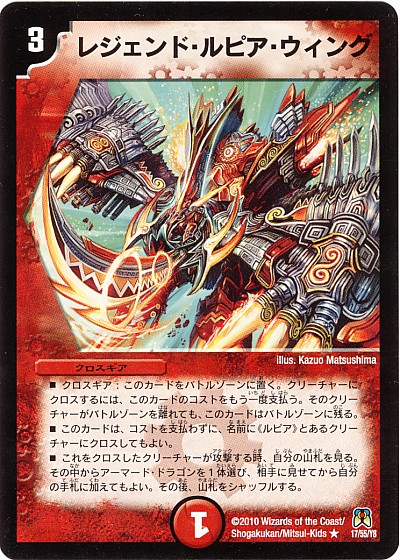 3
レジェンド・ルピア・ウィング
illus. Kazuo Matsushima
クロスギア
■ クロスギア：このカードをバトルゾーンに置く。クリーチャーに
クロスするには、このカードのコストをもう一度支払う。そのクリ
ーチャーがバトルゾーンを離れても、このカードはバトルゾーンに残る。
■ このカードは、コストを支払わずに、名前に《ルピア》とあるクリー
チャーにクロスしてもよい。
■ これをクロスしたクリーチャーが攻撃する時、自分の山札を見る。
その中からアーマード・ドラゴンを1体選び、相手に見せてから自分
の手札に加えてもよい。その後、山札をシャッフルする。
1
©2010 Wizards of the Coast/
Shogakukan/Mitsui-Kids ★
17/55/Y8